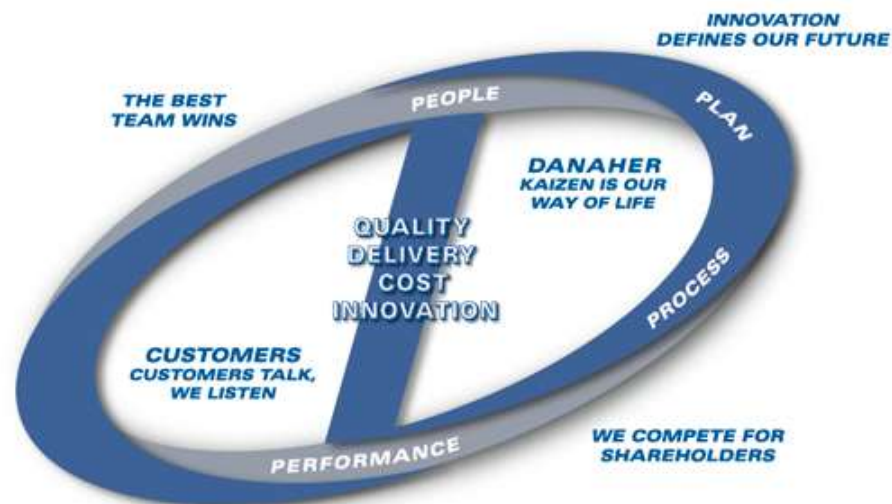 INNOVATION
DEFINES OUR FUTURE
THE BEST
TEAM WINS
PEOPLE
PLAN
DANAHER
KAIZEN IS OUR
WAY OF LIFE
QUALITY
DELIVERY
COST
INNOVATION
PROCESS
CUSTOMERS
CUSTOMERS TALK,
WE LISTEN
PERFORMANCE
WE COMPETE FOR
SHAREHOLDERS